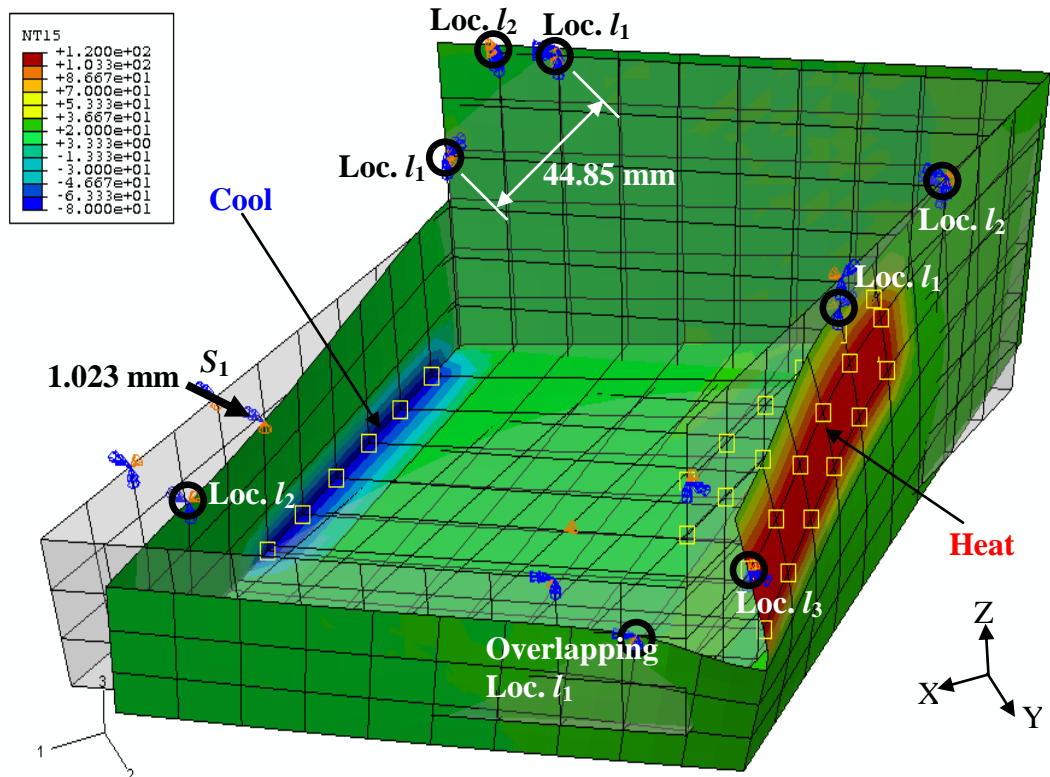 NT15
+1.200e+02
+1.033e+02
+8.667e+01
+7.000e+01
+5.333e+01
+3.667e+01
+2.000e+01
+3.333e+00
-1.333e+01
-3.000e+01
-4.667e+01
-6.333e+01
-8.000e+01
Loc. l2
Loc. l1
Loc. l1
44.85 mm
Cool
Loc. l2
Loc. l1
S1
1.023 mm
Loc. l2
Heat
Loc. l3
Overlapping
Loc. l1
Z
X
Y
3
1
2